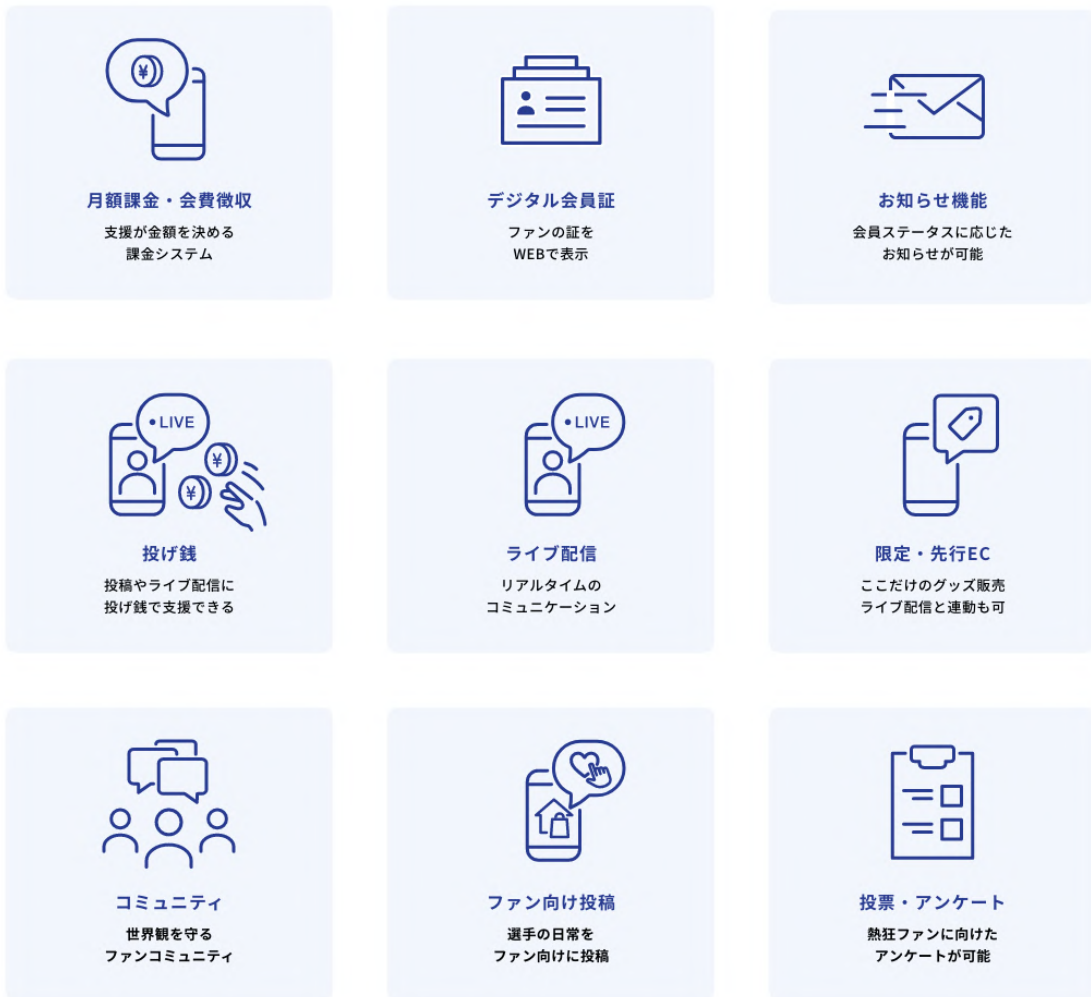 ¥
月額課金・会費徴収
支援が金額を決める
課金システム
デジタル会員証
ファンの証を
WEBで表示
お知らせ機能
会員ステータスに応じた
お知らせが可能
•LIVE
¥
¥
投げ銭
投稿やライブ配信に
投げ銭で支援できる
•LIVE
ライブ配信
リアルタイムの
コミュニケーション
限定・先行EC
ここだけのグッズ販売
ライブ配信と連動も可
コミュニティ
世界観を守る
ファンコミュニティ
ファン向け投稿
選手の日常を
ファン向けに投稿
投票・アンケート
熱狂ファンに向けた
アンケートが可能